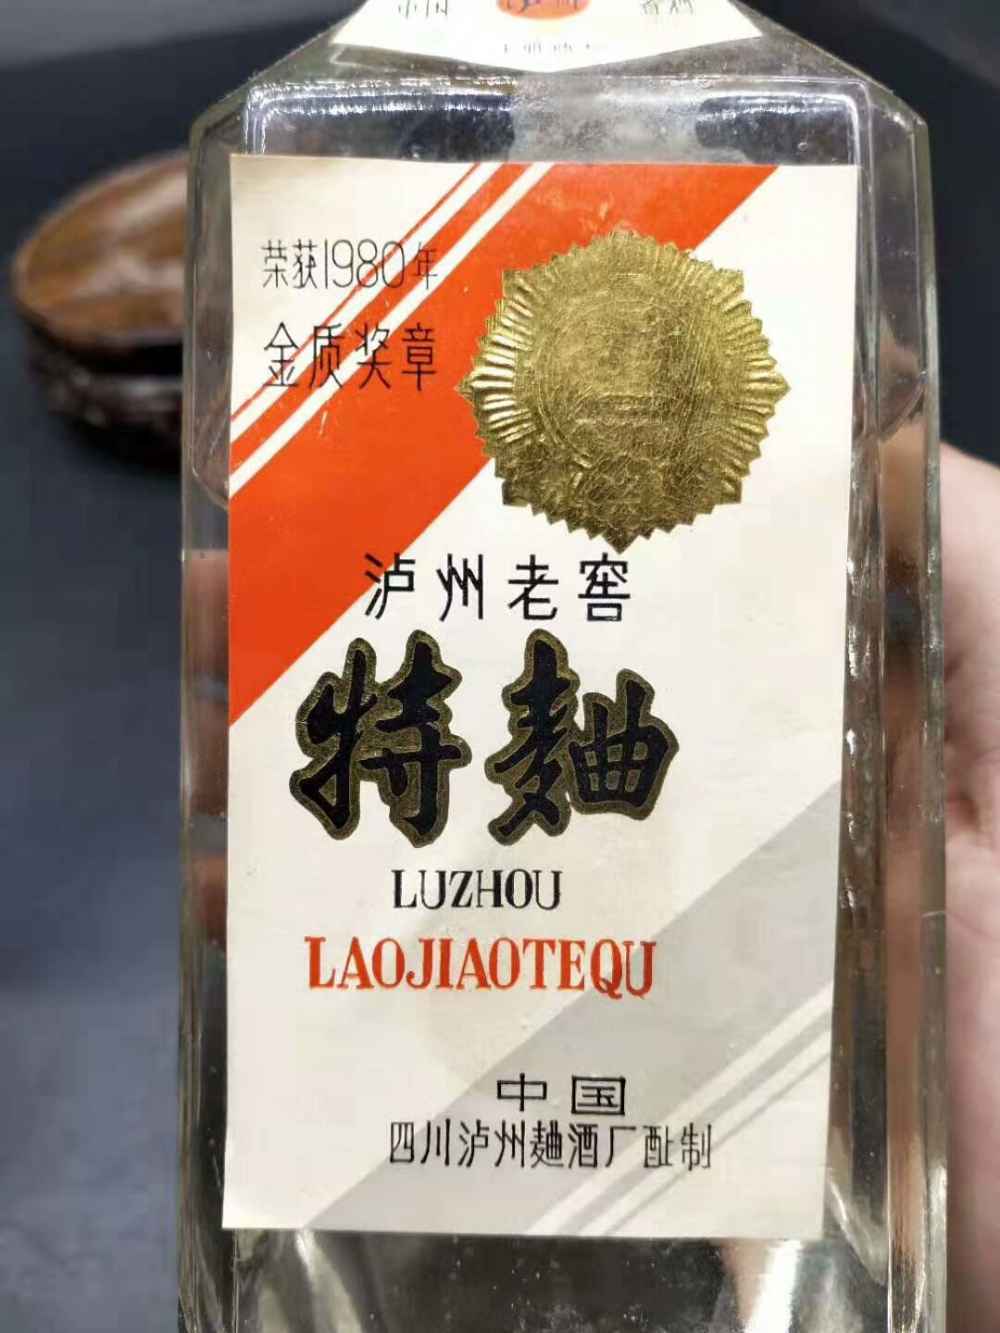 荣获1980年
金质奖章
泸州老窖
特麯
LUZHOU
LAOJIAOTEQU
中国
四川泸州麯酒厂酖制